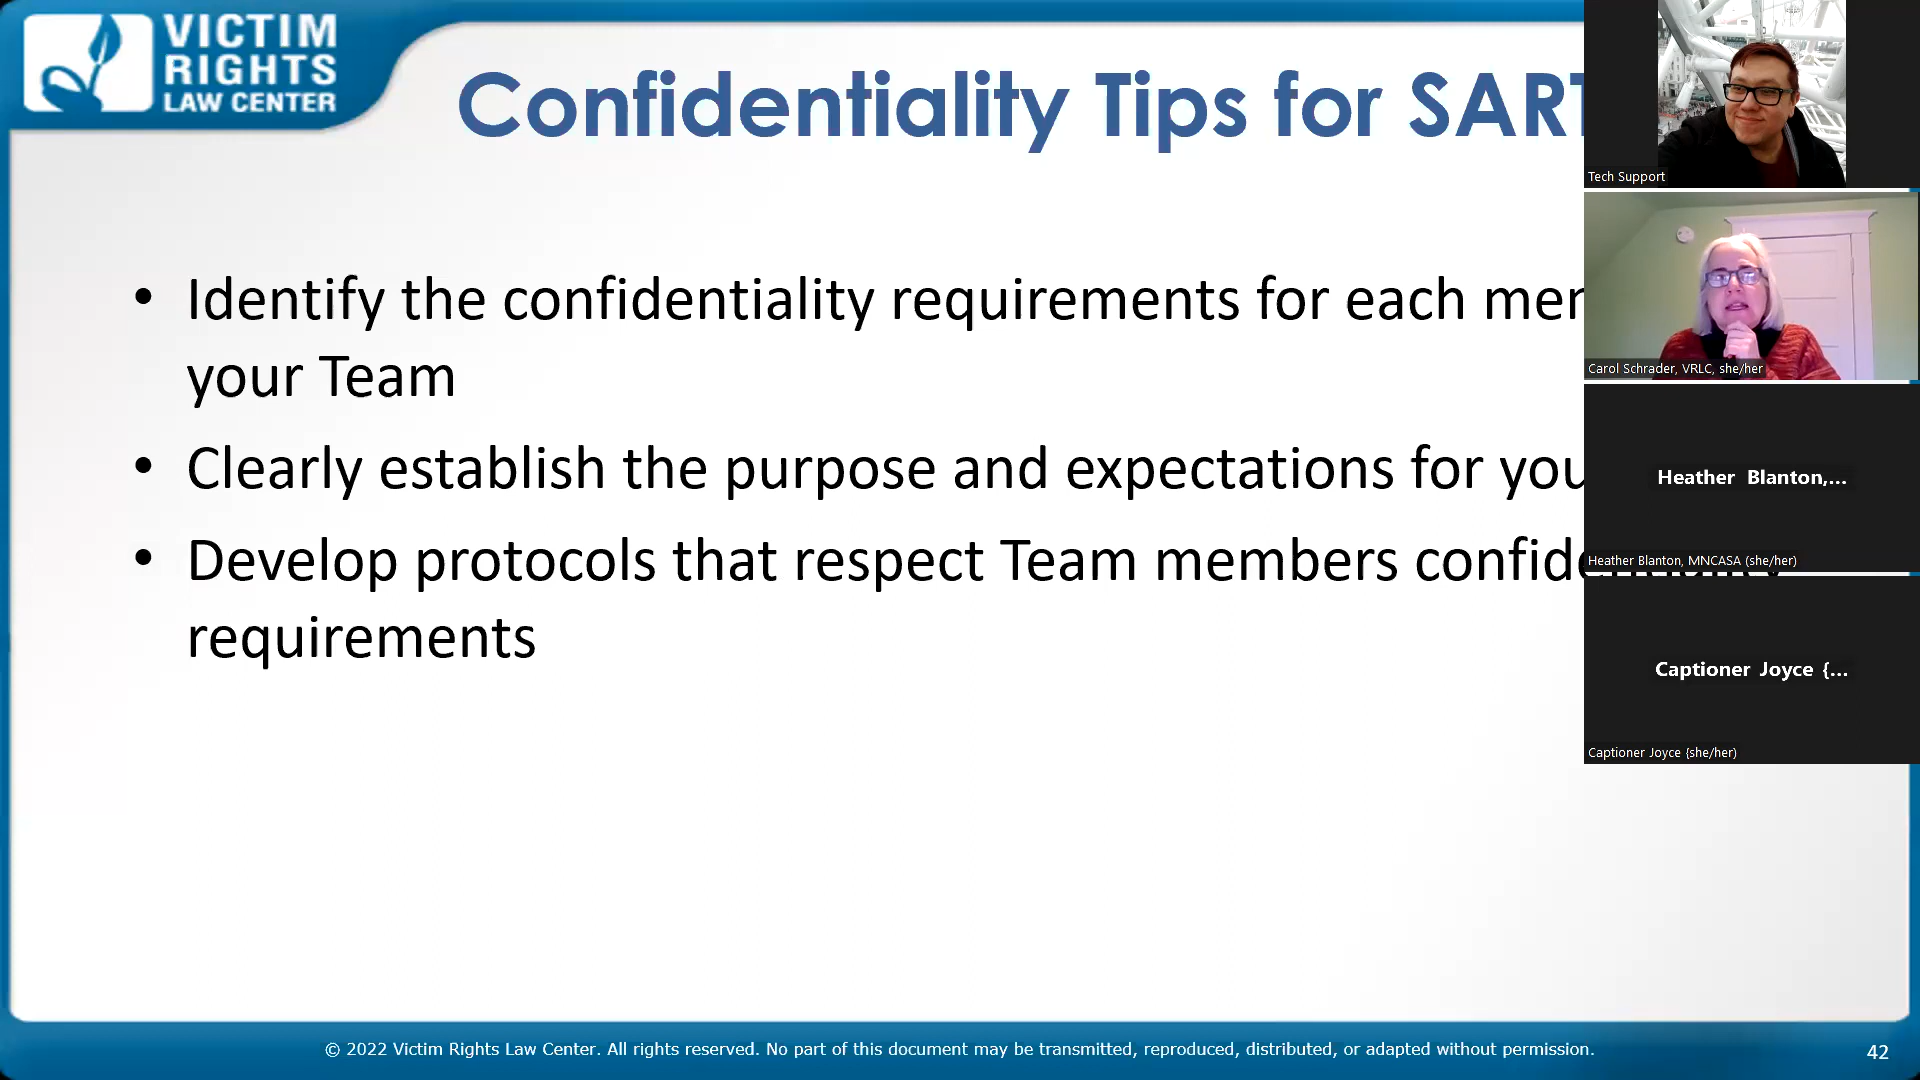 VICTIM
RIGHTS
LAW CENTER
Confidentiality Tips for SART
• Identify the confidentiality requirements for each
your Team
• Clearly establish the purpose and expectations for
• Develop protocols that respect Team members
requirements
Tech Support
Carol Schrader, VRLC, she/her
Heather Blanton,...
Heather Blanton, MNCASA (she/her)
Captioner Joyce {...
Captioner Joyce {she/her)
© 2022 Victim Rights Law Center. All rights reserved. No part of this document may be transmitted, reproduced, distributed, or adapted without permission.
42